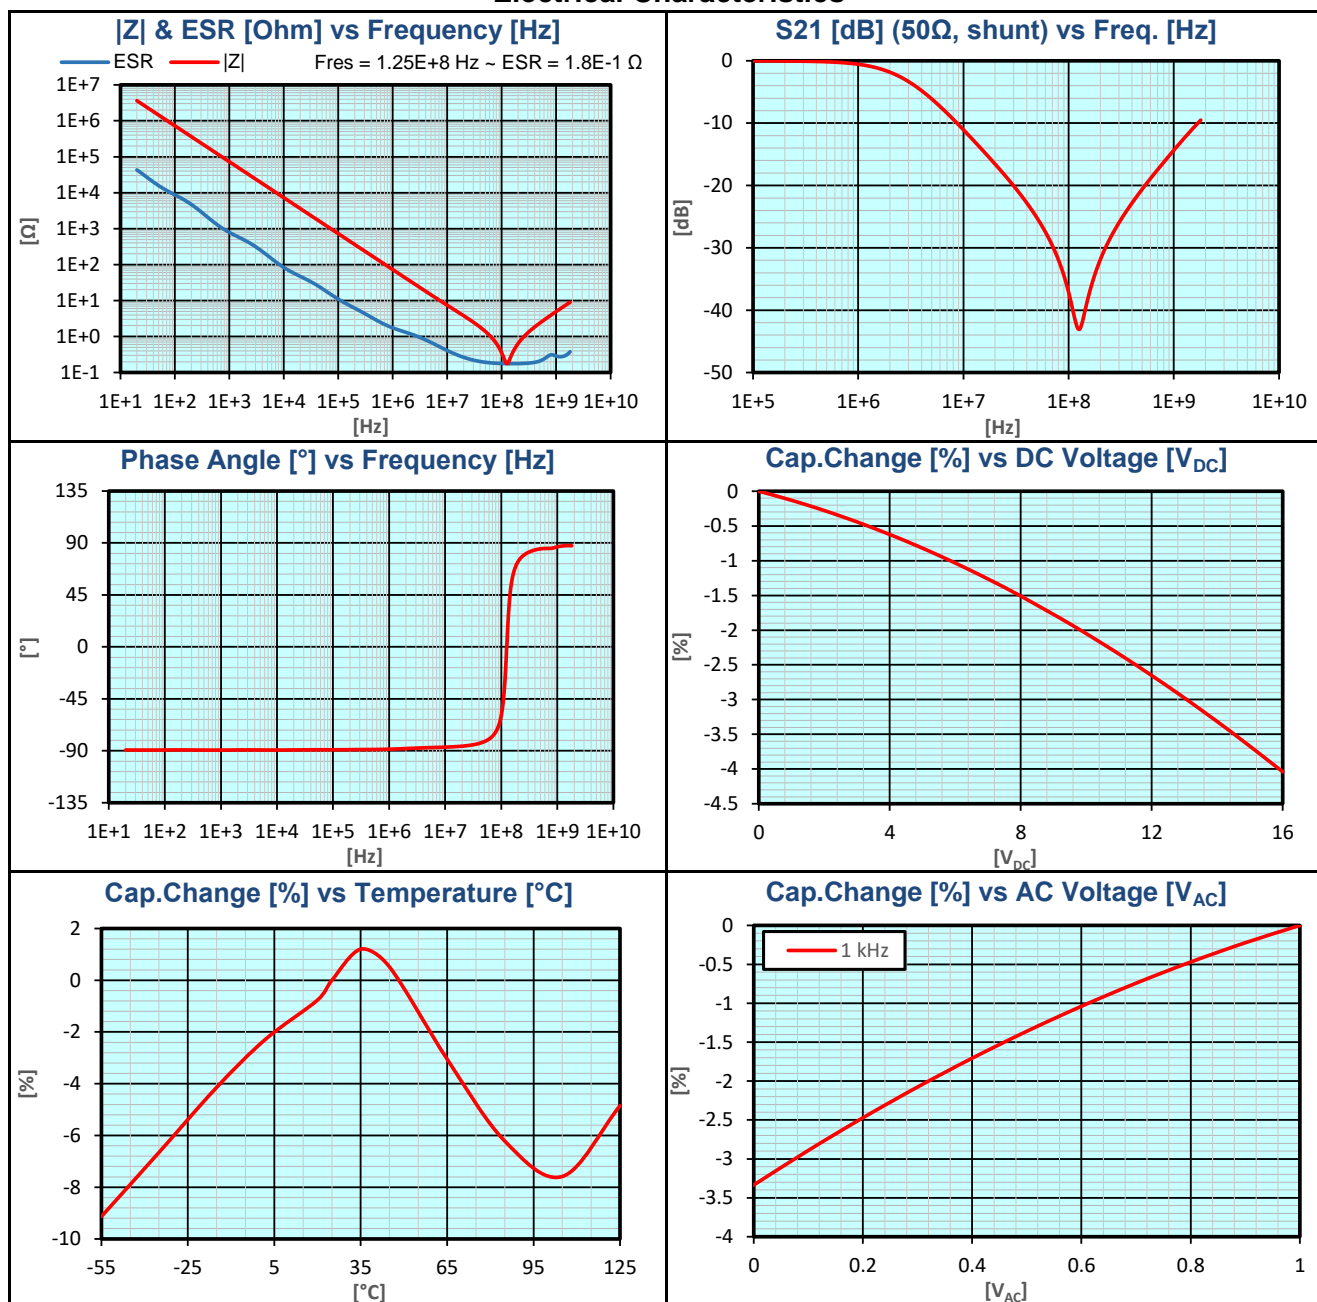 |Z| & ESR [Ohm] vs Frequency [Hz]
ESR |Z| Fres = 1.25E+8 Hz ~ ESR = 1.8E-1 Ω
1E+7
1E+6
1E+5
1E+4
1E+3
1E+2
1E+1
1E+0
1E-1
[Ω]
1E+1 1E+2 1E+3 1E+4 1E+5 1E+6 1E+7 1E+8 1E+9 1E+10
[Hz]
S21 [dB] (50Ω, shunt) vs Freq. [Hz]
0
-10
-20
-30
-40
-50
[dB]
1E+5 1E+6 1E+7 1E+8 1E+9 1E+10
[Hz]
Phase Angle [°] vs Frequency [Hz]
135
90
45
0
-45
-90
-135
[°]
1E+1 1E+2 1E+3 1E+4 1E+5 1E+6 1E+7 1E+8 1E+9 1E+10
[Hz]
Cap.Change [%] vs DC Voltage [VDC]
0
-0.5
-1
-1.5
-2
-2.5
-3
-3.5
-4
-4.5
[%]
0 4 8 12 16
[VDC]
Cap.Change [%] vs Temperature [°C]
2
0
-2
-4
-6
-8
-10
[%]
-55 -25 5 35 65 95 125
[°C]
Cap.Change [%] vs AC Voltage [VAC]
1 kHz
0
-0.5
-1
-1.5
-2
-2.5
-3
-3.5
-4
[%]
0 0.2 0.4 0.6 0.8 1
[VAC]